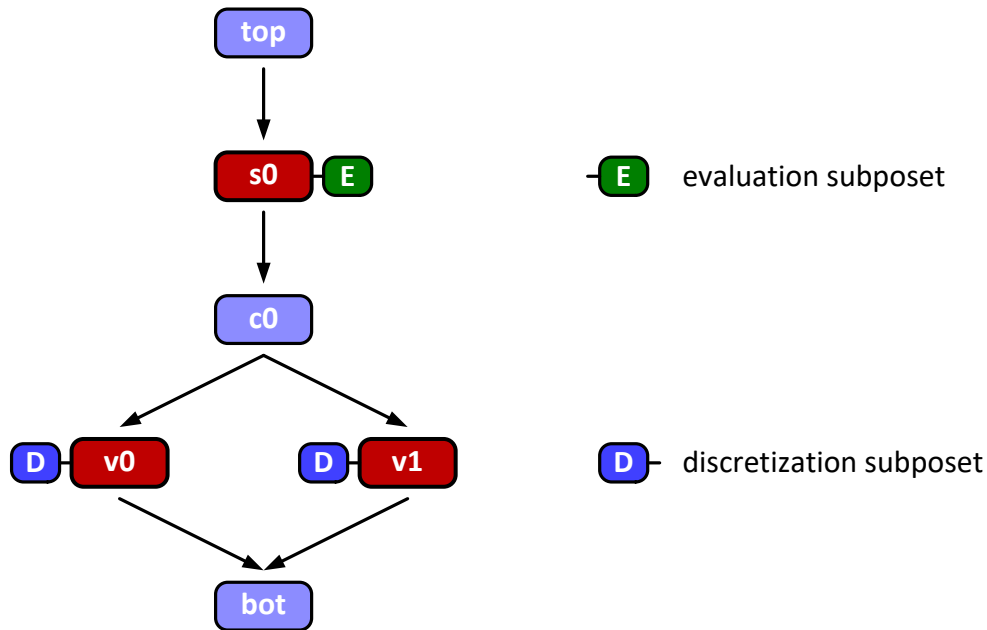 top
s0 E
E evaluation subposet
c0
D v0
D v1
D discretization subposet
bot